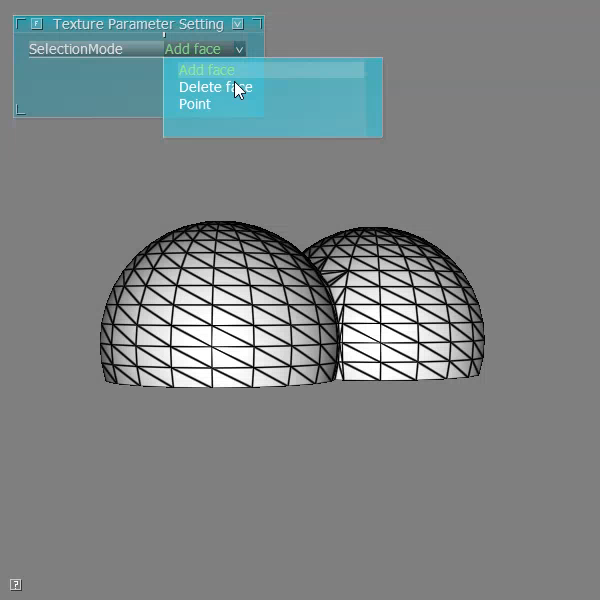 Texture Parameter Setting
SelectionMode Add face
Add face
Delete face
Point
?